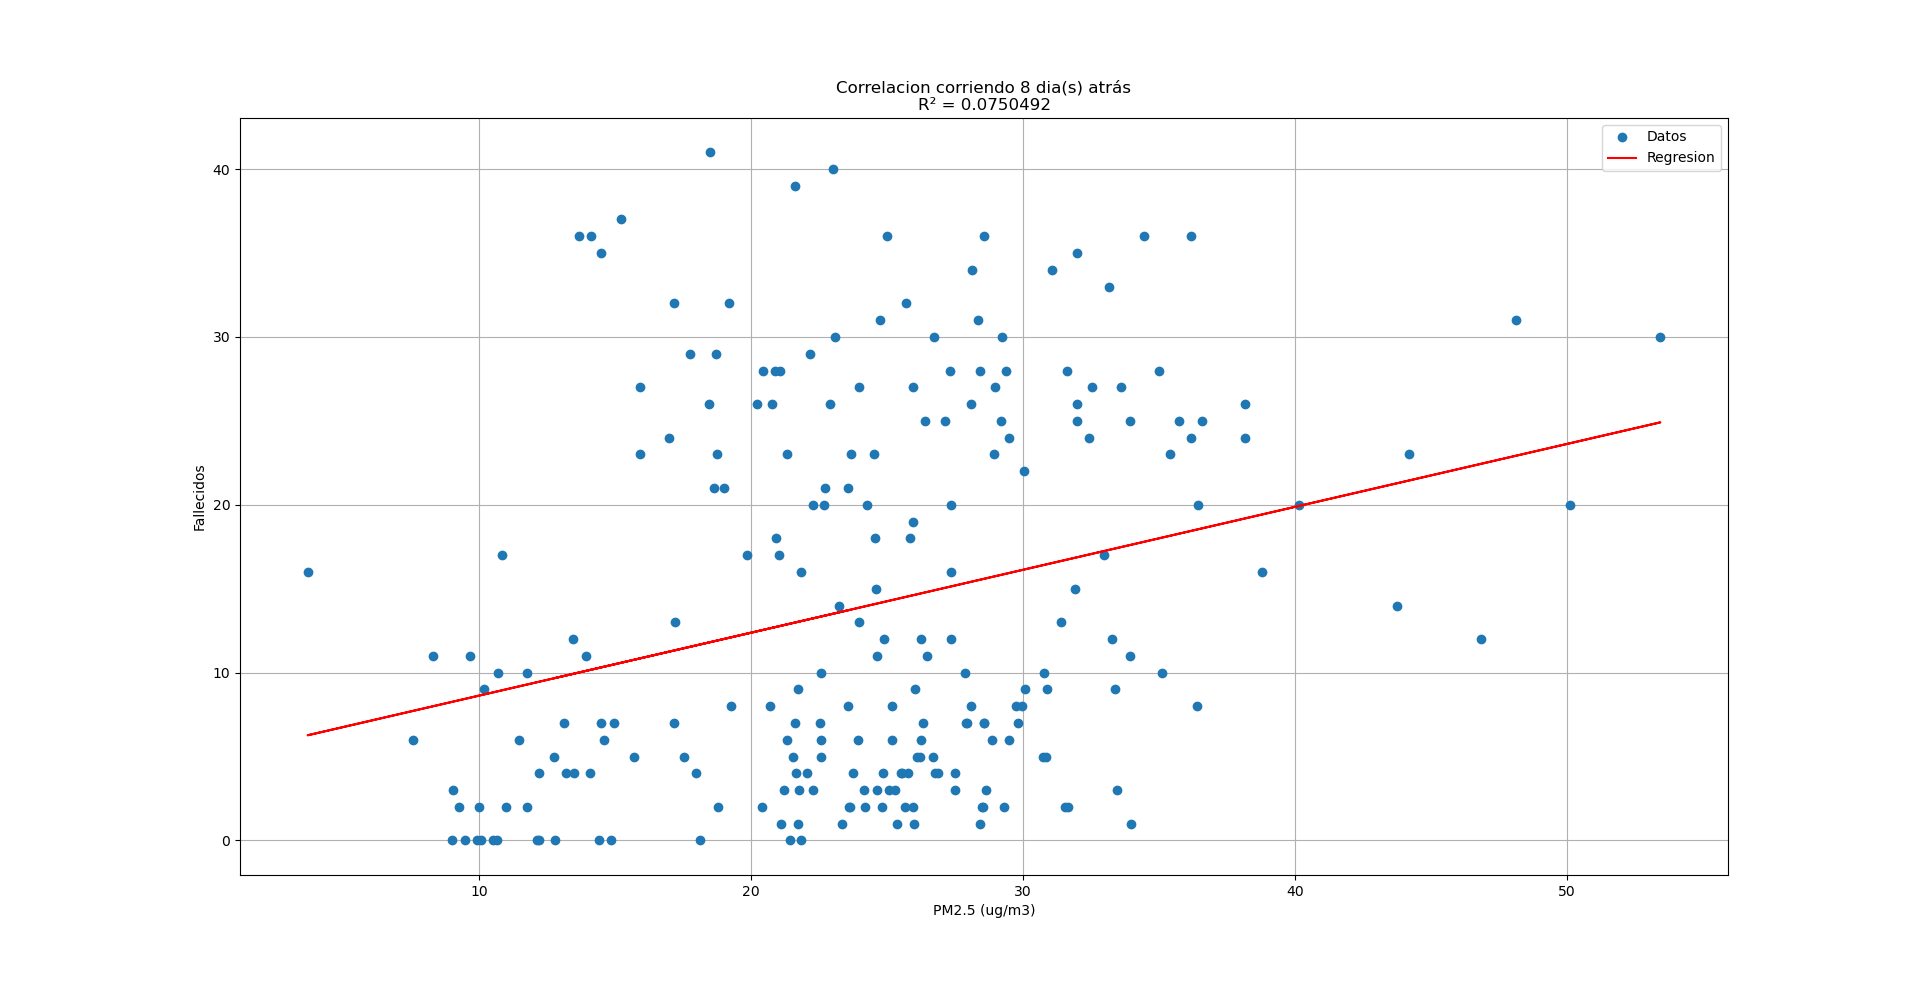 Correlacion corriendo 8 dia(s) atrás
R² = 0.0750492
Datos
Regresion
40
30
20
10
0
Fallecidos
10
20
30
40
50
PM2.5 (ug/m3)